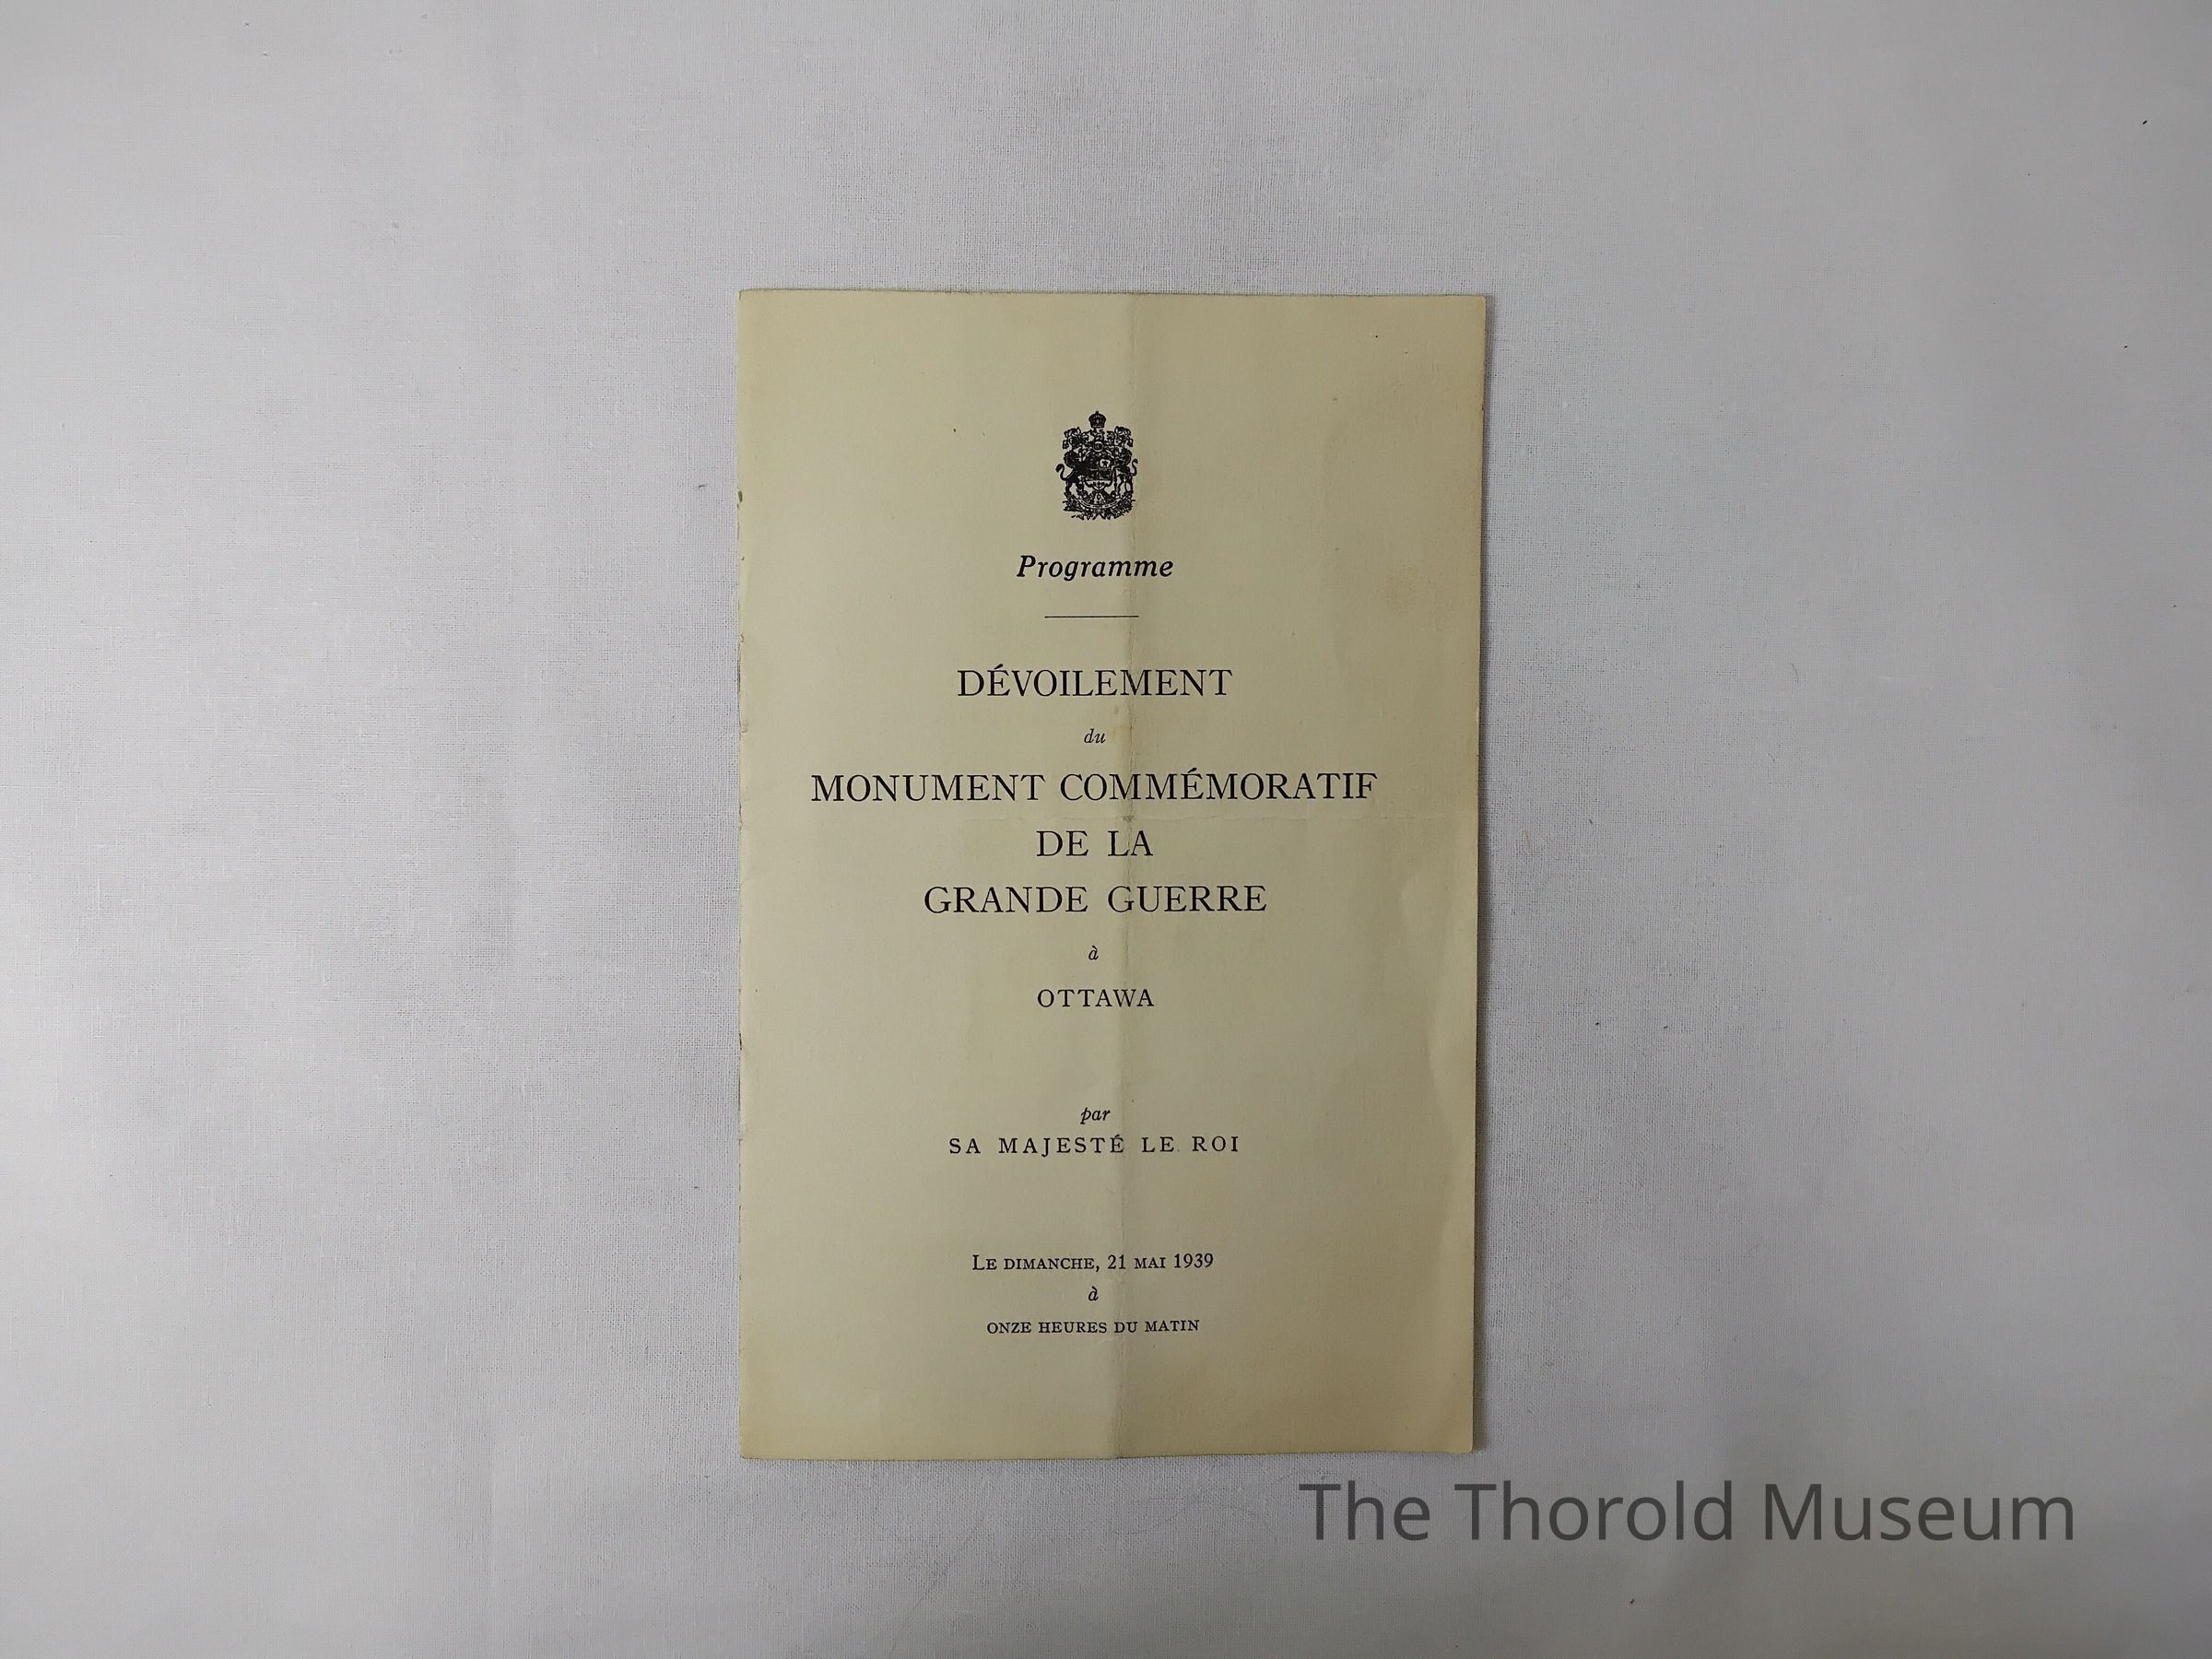 Programme
DÉVOILEMENT
du
MONUMENT COMMÉMORATIF
DE LA
GRANDE GUERRE
à
OTTAWA
par
SA MAJESTÉ LE ROI
LE DIMANCHE, 21 MAI 1939
à
ONZE HEURES DU MATIN
The Thorold Museum